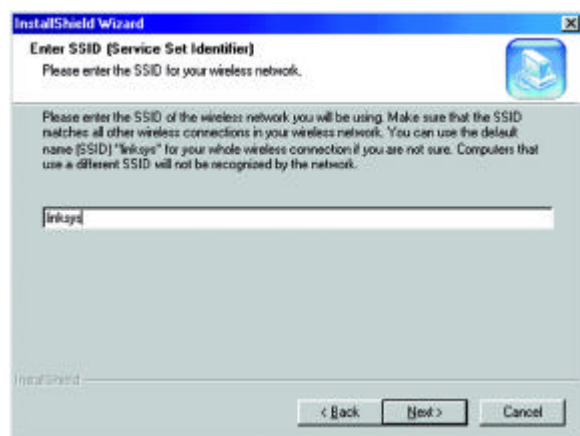 InstallShield Wizard
Enter SSID (Service Set Identifier)
Please enter the SSID for your wireless network.
Please enter the SSID of the wireless network you will be using. Make sure that the SSID
matches all other wireless connections in your wireless network. You can use the default
name (SSID) "linksys" for your whole wireless connection if you are not sure. Computers that
use a different SSID will not be recognized by the network.
linksys
InstallShield
< Back
Next >
Cancel